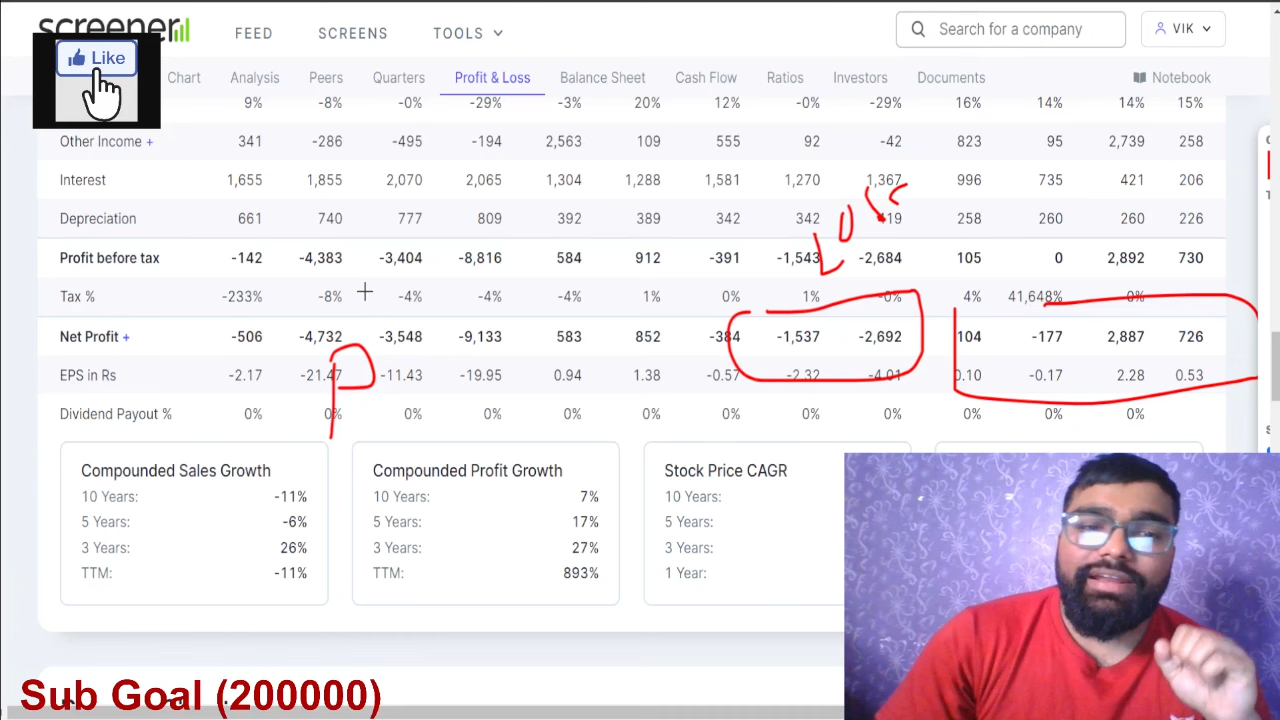 screener
FEED SCREENS TOOLS
Search for a company
VIK
Like
Chart Analysis Peers Quarters Profit & Loss Balance Sheet Cash Flow Ratios Investors Documents Notebook
9% -8% -0% -29% -3% 20% 12% -0% -29% 16% 14% 14% 15%
Other Income + 341 -286 -495 -194 2,563 109 555 92 -42 823 95 2,739 258
Interest 1,655 1,855 2,070 2,065 1,304 1,288 1,581 1,270 1,367 996 735 421 206
Depreciation 661 740 777 809 392 389 342 342 258 260 260 226
LOSS
Profit before tax -142 -4,383 -3,404 -8,816 584 912 -391 -1,543 -2,684 105 0 2,892 730
Tax % -233% -8% -4% -4% -4% 1% 0% 1% -0% 4% 41,648% 0%
Net Profit + -506 -4,732 -3,548 -9,133 583 852 -384 -1,537 -2,692 104 -177 2,887 726
EPS in Rs -2.17 -21.47 -11.43 -19.95 0.94 1.38 -0.57 -2.32 -4.01 0.10 -0.17 2.28 0.53
P
Dividend Payout % 0% 0% 0% 0% 0% 0% 0% 0% 0% 0% 0% 0%
Compounded Sales Growth
10 Years: -11%
5 Years: -6%
3 Years: 26%
TTM: -11%
Compounded Profit Growth
10 Years: 7%
5 Years: 17%
3 Years: 27%
TTM: 893%
Stock Price CAGR
10 Years:
5 Years:
3 Years:
1 Year:
Sub Goal (200000)